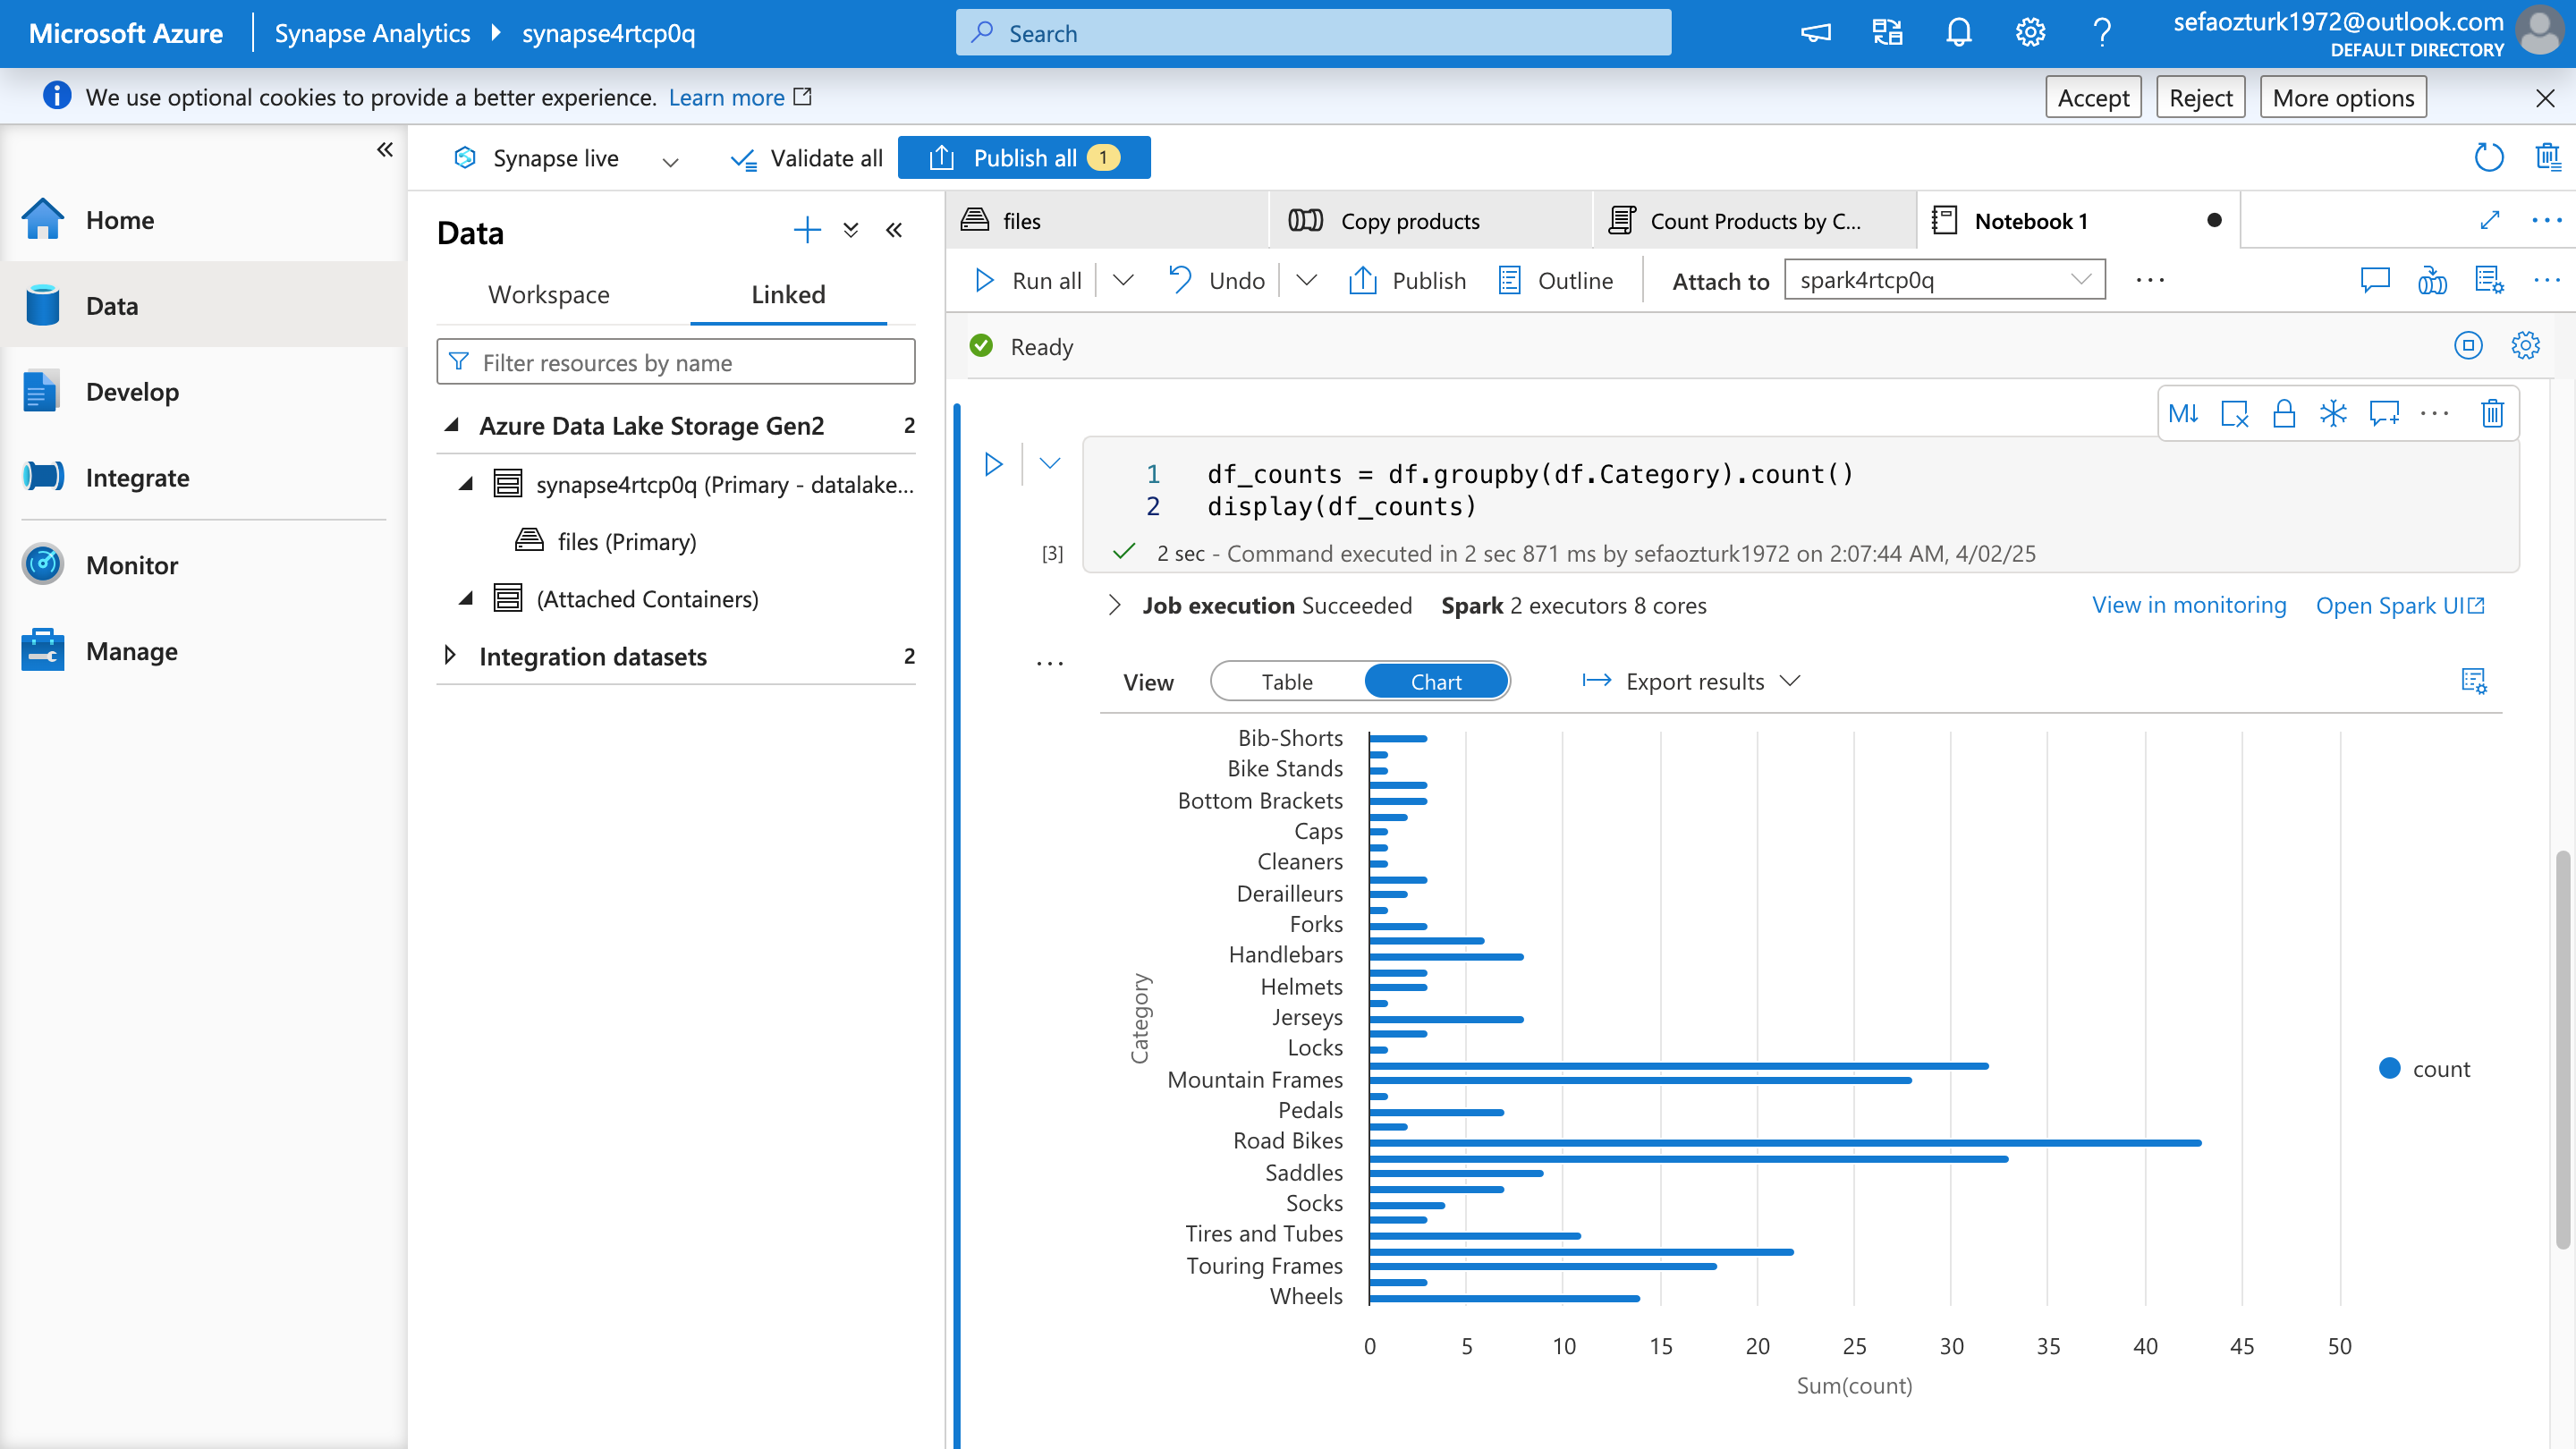 Microsoft Azure
Synapse Analytics
synapse4rtcp0q
Search
sefaozturk1972@outlook.com
DEFAULT DIRECTORY
We use optional cookies to provide a better experience. Learn more
Accept
Reject
More options
Synapse live
Validate all
Publish all 1
Home
Data
Develop
Integrate
Monitor
Manage
Data
Workspace
Linked
Filter resources by name
Azure Data Lake Storage Gen2 2
synapse4rtcp0q (Primary - datalake...
files (Primary)
(Attached Containers)
Integration datasets 2
files
Copy products
Count Products by C...
Notebook 1
Run all
Undo
Publish
Outline
Attach to
spark4rtcp0q
Ready
M↓
1 df_counts = df.groupby(df.Category).count()
2 display(df_counts)
[3]
2 sec - Command executed in 2 sec 871 ms by sefaozturk1972 on 2:07:44 AM, 4/02/25
Job execution Succeeded Spark 2 executors 8 cores
View in monitoring
Open Spark UI
View
Table
Chart
Export results
Bib-Shorts
Bike Stands
Bottom Brackets
Caps
Cleaners
Derailleurs
Forks
Handlebars
Helmets
Jerseys
Locks
Mountain Frames
Pedals
Road Bikes
Saddles
Socks
Tires and Tubes
Touring Frames
Wheels
Category
0 5 10 15 20 25 30 35 40 45 50
Sum(count)
count